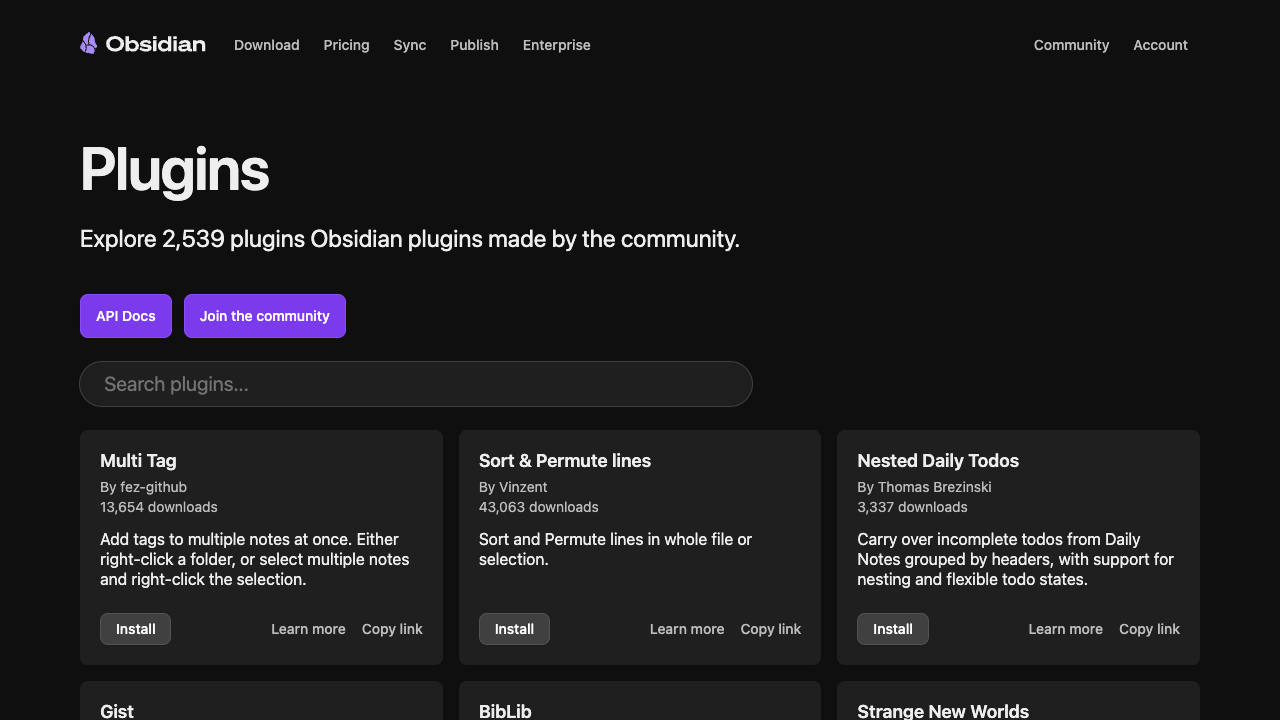 Obsidian Download Pricing Sync Publish Enterprise Community Account
Plugins
Explore 2,539 plugins Obsidian plugins made by the community.
API Docs Join the community
Search plugins...
Multi Tag
By fez-github
13,654 downloads
Add tags to multiple notes at once. Either
right-click a folder, or select multiple notes
and right-click the selection.
Install Learn more Copy link
Sort & Permute lines
By Vinzent
43,063 downloads
Sort and Permute lines in whole file or
selection.
Install Learn more Copy link
Nested Daily Todos
By Thomas Brezinski
3,337 downloads
Carry over incomplete todos from Daily
Notes grouped by headers, with support for
nesting and flexible todo states.
Install Learn more Copy link
Gist
BibLib
Strange New Worlds